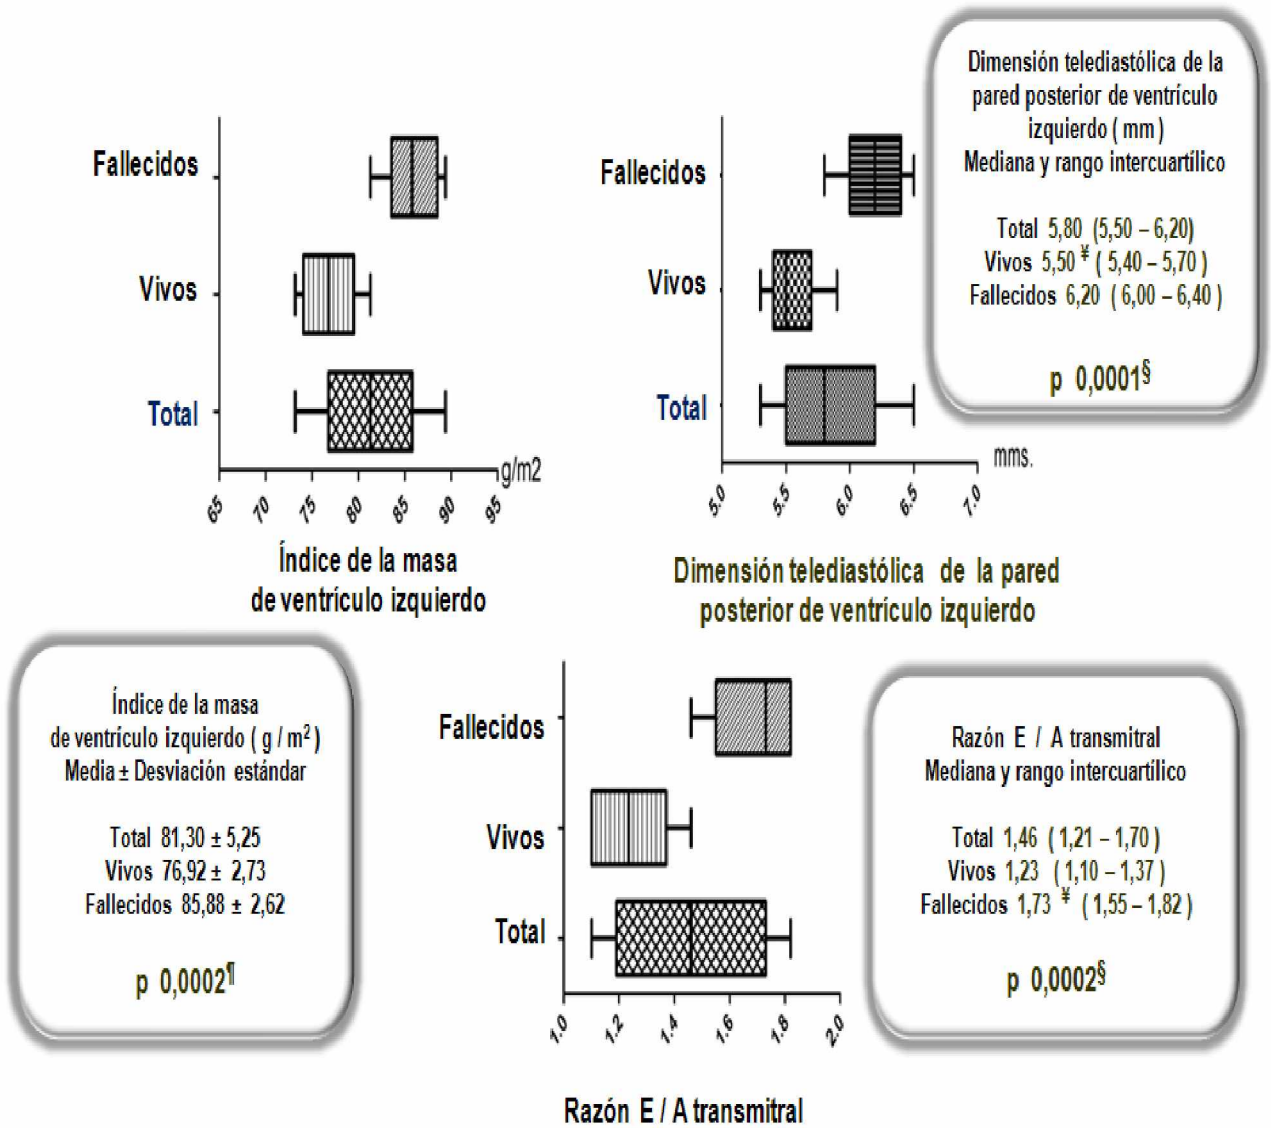 Fallecidos
Vivos
Total
g/m2
65 70 75 80 85 90 95
Índice de la masa
de ventrículo izquierdo
Fallecidos
Vivos
Total
mms.
5.0 5.5 6.0 6.5 7.0
Dimensión telediastólica de la pared
posterior de ventrículo izquierdo
Dimensión telediastólica de la
pared posterior de ventrículo
izquierdo ( mm )
Mediana y rango intercuartílico
Total 5,80 (5,50 – 6,20)
Vivos 5,50 ¥ ( 5,40 – 5,70 )
Fallecidos 6,20 ( 6,00 – 6,40 )
p 0,0001§
Índice de la masa
de ventrículo izquierdo ( g / m² )
Media ± Desviación estándar
Total 81,30 ± 5,25
Vivos 76,92 ± 2,73
Fallecidos 85,88 ± 2,62
p 0,0002¶
Fallecidos
Vivos
Total
1.0 1.2 1.4 1.6 1.8 2.0
Razón E / A transmitral
Razón E / A transmitral
Mediana y rango intercuartílico
Total 1,46 ( 1,21 – 1,70 )
Vivos 1,23 ( 1,10 – 1,37 )
Fallecidos 1,73 ¥ ( 1,55 – 1,82 )
p 0,0002§